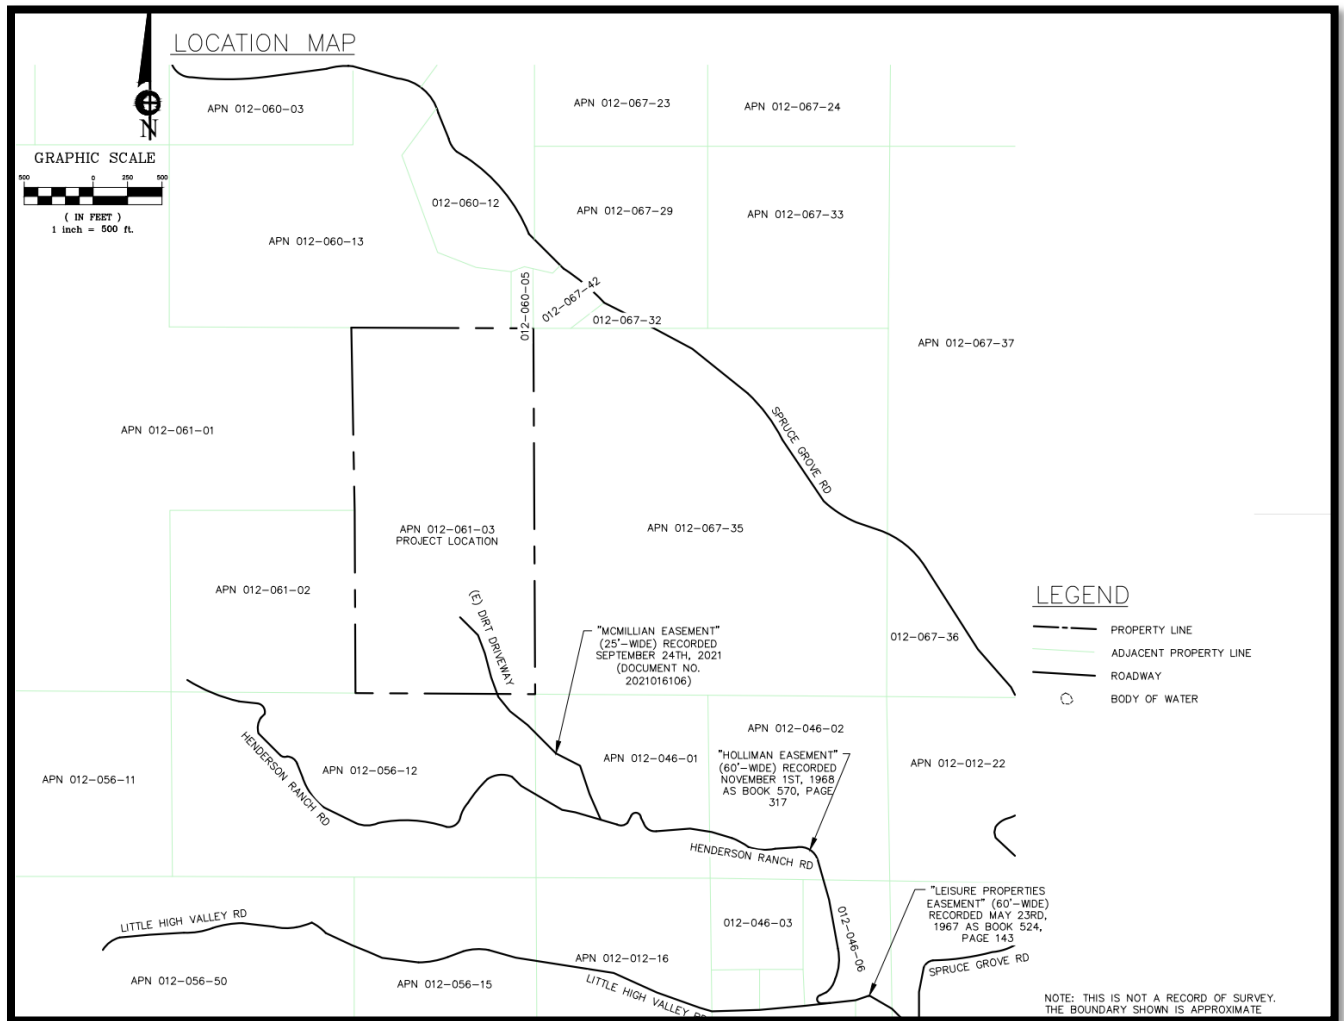 LOCATION MAP
N
GRAPHIC SCALE
500 0 250 500
( IN FEET )
1 inch = 500 ft.
APN 012-060-03
APN 012-067-23
APN 012-067-24
012-060-12
APN 012-067-29
APN 012-067-33
APN 012-060-13
012-060-05
012-067-42
012-067-32
APN 012-067-37
APN 012-061-01
SPRUCE GROVE RD
APN 012-061-03
PROJECT LOCATION
APN 012-067-35
APN 012-061-02
(E) DIRT DRIVEWAY
"MCMILLIAN EASEMENT"
(25'-WIDE) RECORDED
SEPTEMBER 24TH, 2021
(DOCUMENT NO.
2021016106)
012-067-36
LEGEND
PROPERTY LINE
ADJACENT PROPERTY LINE
ROADWAY
BODY OF WATER
APN 012-056-11
HENDERSON RANCH RD
APN 012-056-12
APN 012-046-01
APN 012-046-02
"HOLLIMAN EASEMENT"
(60'-WIDE) RECORDED
NOVEMBER 1ST, 1968
AS BOOK 570, PAGE
317
APN 012-012-22
HENDERSON RANCH RD
"LEISURE PROPERTIES
EASEMENT" (60'-WIDE)
RECORDED MAY 23RD,
1967 AS BOOK 524,
PAGE 143
LITTLE HIGH VALLEY RD
012-046-03
012-046-06
APN 012-056-50
APN 012-056-15
APN 012-012-16
LITTLE HIGH VALLEY RD
SPRUCE GROVE RD
NOTE: THIS IS NOT A RECORD OF SURVEY.
THE BOUNDARY SHOWN IS APPROXIMATE